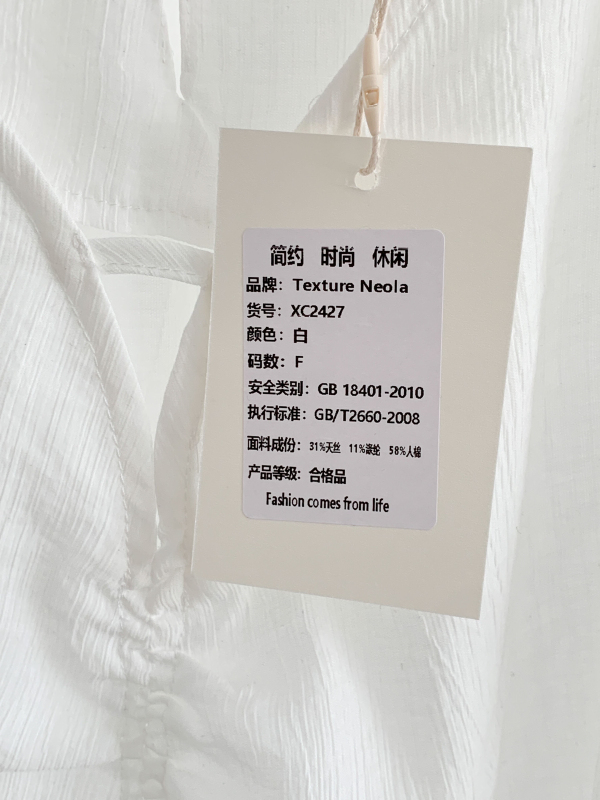 简约 时尚 休闲
品牌：Texture Neola
货号：XC2427
颜色：白
码数：F
安全类别：GB 18401-2010
执行标准：GB/T2660-2008
面料成份：31%天丝 11%涤纶 58%人棉
产品等级：合格品
Fashion comes from life